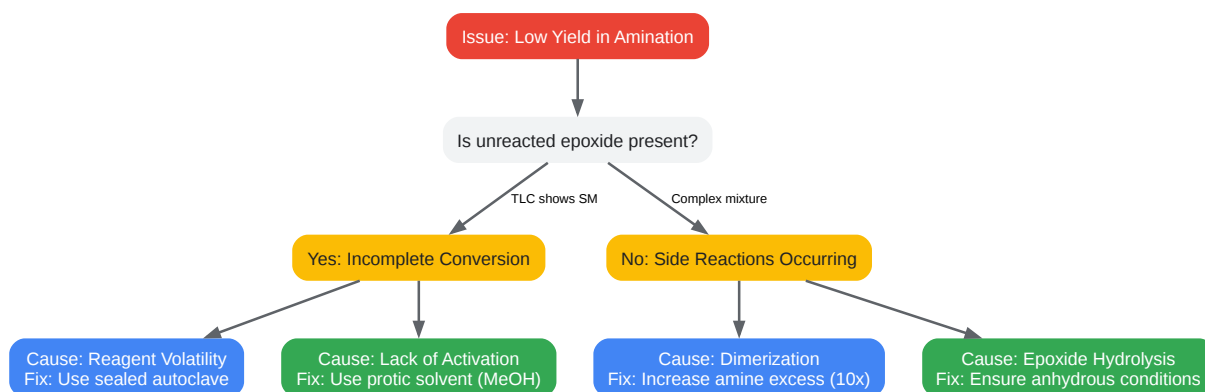 Issue: Low Yield in Amination
Is unreacted epoxide present?
TLC shows SM
Complex mixture
Yes: Incomplete Conversion
No: Side Reactions Occurring
Cause: Reagent Volatility
Fix: Use sealed autoclave
Cause: Lack of Activation
Fix: Use protic solvent (MeOH)
Cause: Dimerization
Fix: Increase amine excess (10x)
Cause: Epoxide Hydrolysis
Fix: Ensure anhydrous conditions